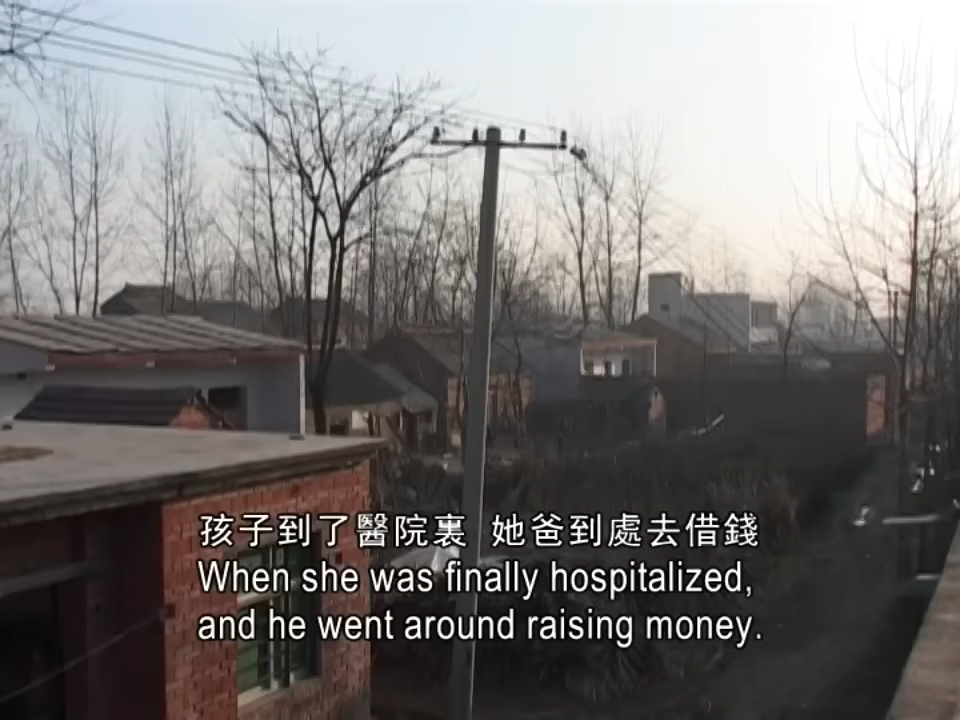 孩子到了醫院裏 她爸到處去借錢
When she was finally hospitalized,
and he went around raising money.